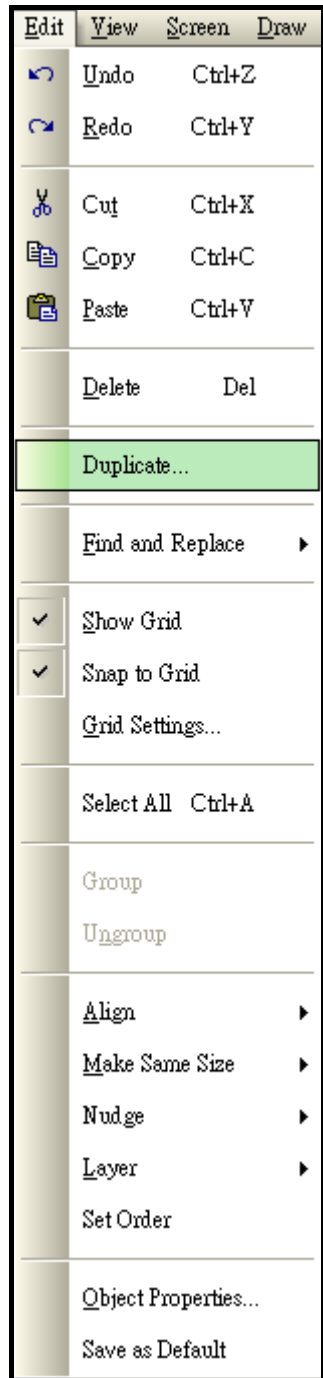 Edit View Screen Draw
Undo Ctrl+Z
Redo Ctrl+Y
Cut Ctrl+X
Copy Ctrl+C
Paste Ctrl+V
Delete Del
Duplicate...
Find and Replace
Show Grid
Snap to Grid
Grid Settings...
Select All Ctrl+A
Group
Ungroup
Align
Make Same Size
Nudge
Layer
Set Order
Object Properties...
Save as Default